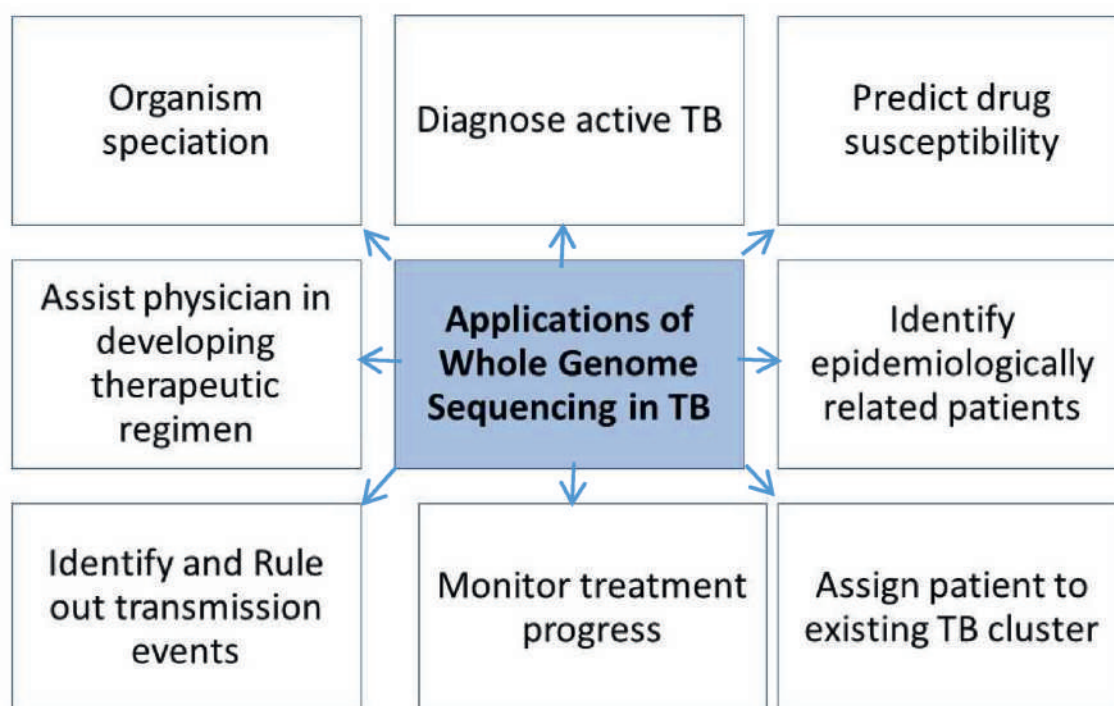 Organism
speciation
Diagnose active TB
Predict drug
susceptibility
Assist physician in
developing
therapeutic
regimen
Applications of
Whole Genome
Sequencing in TB
Identify
epidemiologically
related patients
Identify and Rule
out transmission
events
Monitor treatment
progress
Assign patient to
existing TB cluster